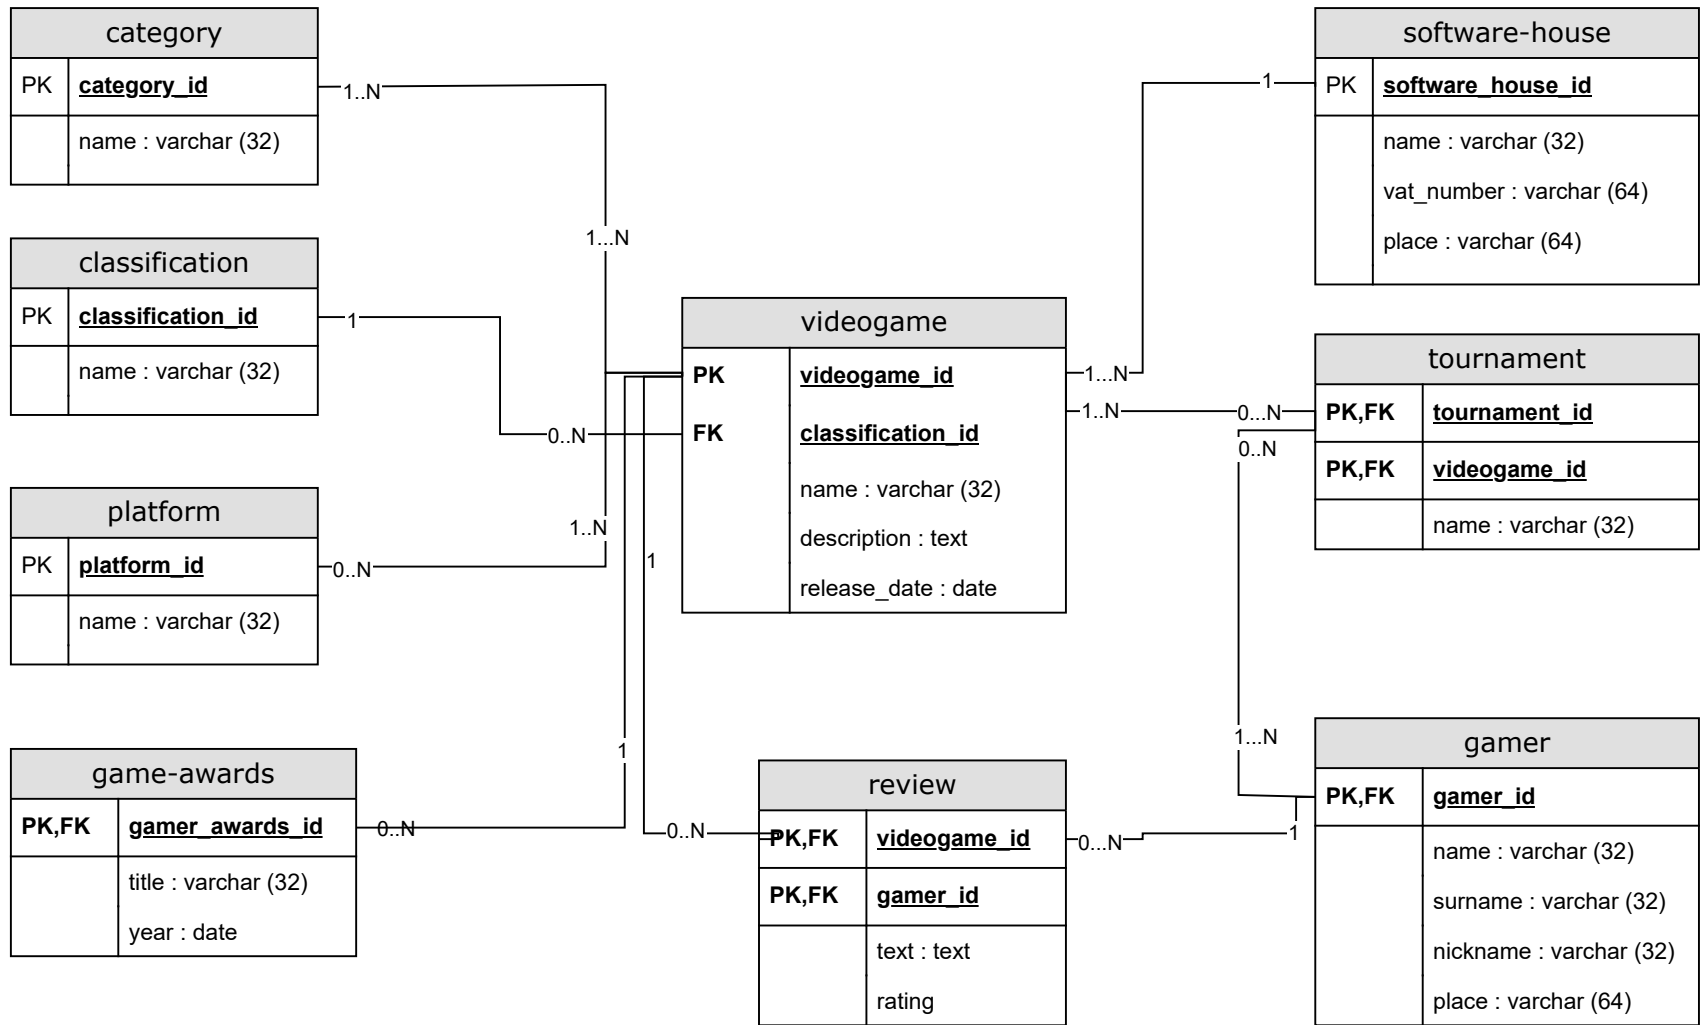 category
PK category_id
name : varchar (32)
1..N
1...N
classification
PK classification_id
name : varchar (32)
1
0..N
platform
PK platform_id
name : varchar (32)
0..N
1..N
game-awards
PK,FK gamer_awards_id
title : varchar (32)
year : date
0..N
1
videogame
PK videogame_id
FK classification_id
name : varchar (32)
description : text
release_date : date
1
0..N
review
PK,FK videogame_id
PK,FK gamer_id
text : text
rating
0...N
1
software-house
PK software_house_id
name : varchar (32)
vat_number : varchar (64)
place : varchar (64)
1
1...N
tournament
PK,FK tournament_id
PK,FK videogame_id
name : varchar (32)
1..N
0...N
0..N
1...N
gamer
PK,FK gamer_id
name : varchar (32)
surname : varchar (32)
nickname : varchar (32)
place : varchar (64)